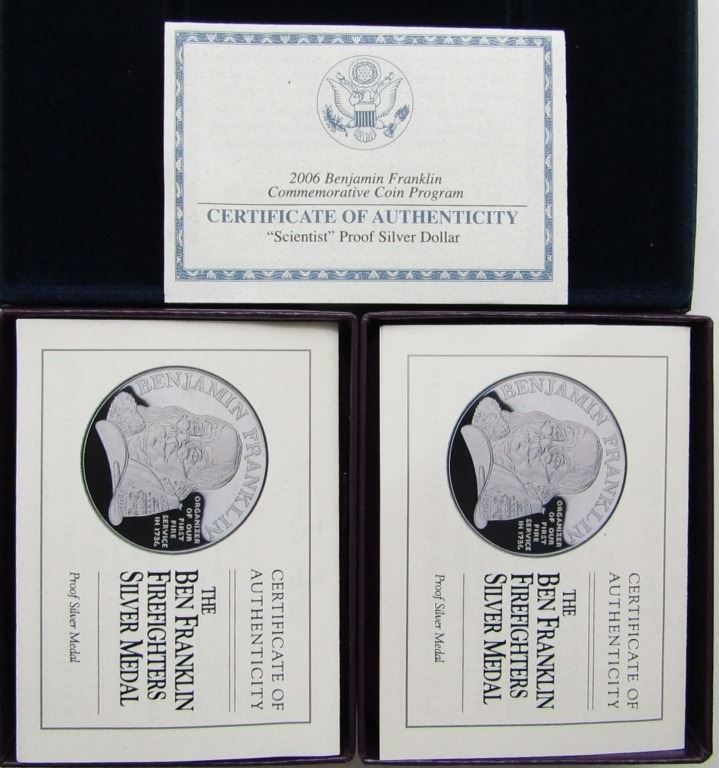 2006 Benjamin Franklin
Commemorative Coin Program
CERTIFICATE OF AUTHENTICITY
"Scientist" Proof Silver Dollar
BENJAMIN FRANKLIN
ORGANIZER
OF OUR
FIRST
FIRE
SERVICE
IN 1736
CERTIFICATE OF
AUTHENTICITY
THE
BEN FRANKLIN
FIREFIGHTERS
SILVER MEDAL
Proof Silver Medal
BENJAMIN FRANKLIN
ORGANIZER
OF OUR
FIRST
FIRE
SERVICE
IN 1736
CERTIFICATE OF
AUTHENTICITY
THE
BEN FRANKLIN
FIREFIGHTERS
SILVER MEDAL
Proof Silver Medal